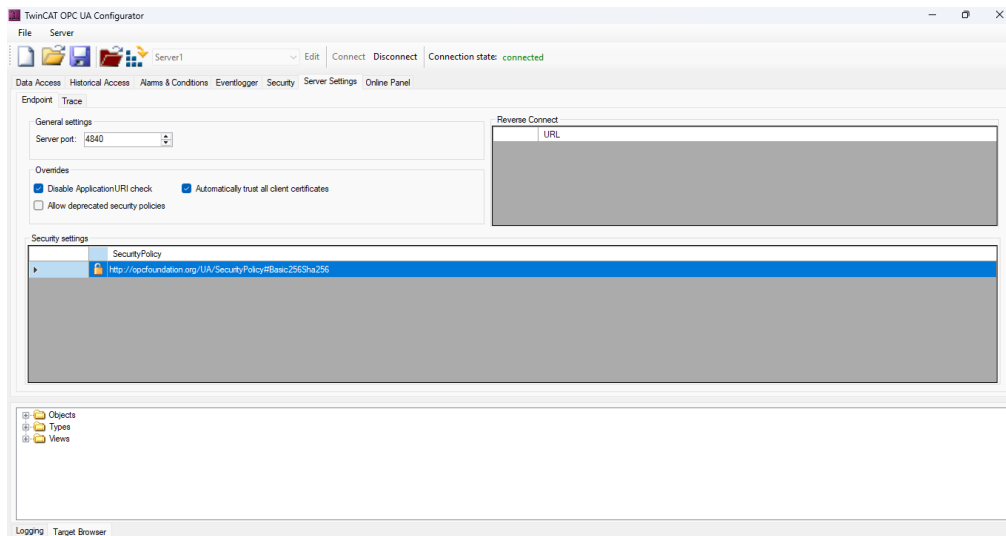 TwinCAT OPC UA Configurator
File Server
Server1 Edit Connect Disconnect Connection state: connected
Data Access Historical Access Alarms & Conditions Eventlogger Security Server Settings Online Panel
Endpoint Trace
General settings
Server port: 4840
Reverse Connect
URL
Overrides
Disable ApplicationURI check Automatically trust all client certificates
Allow deprecated security policies
Security settings
SecurityPolicy
http://opcfoundation.org/UA/SecurityPolicy#Basic256Sha256
Objects
Types
Views
Logging Target Browser